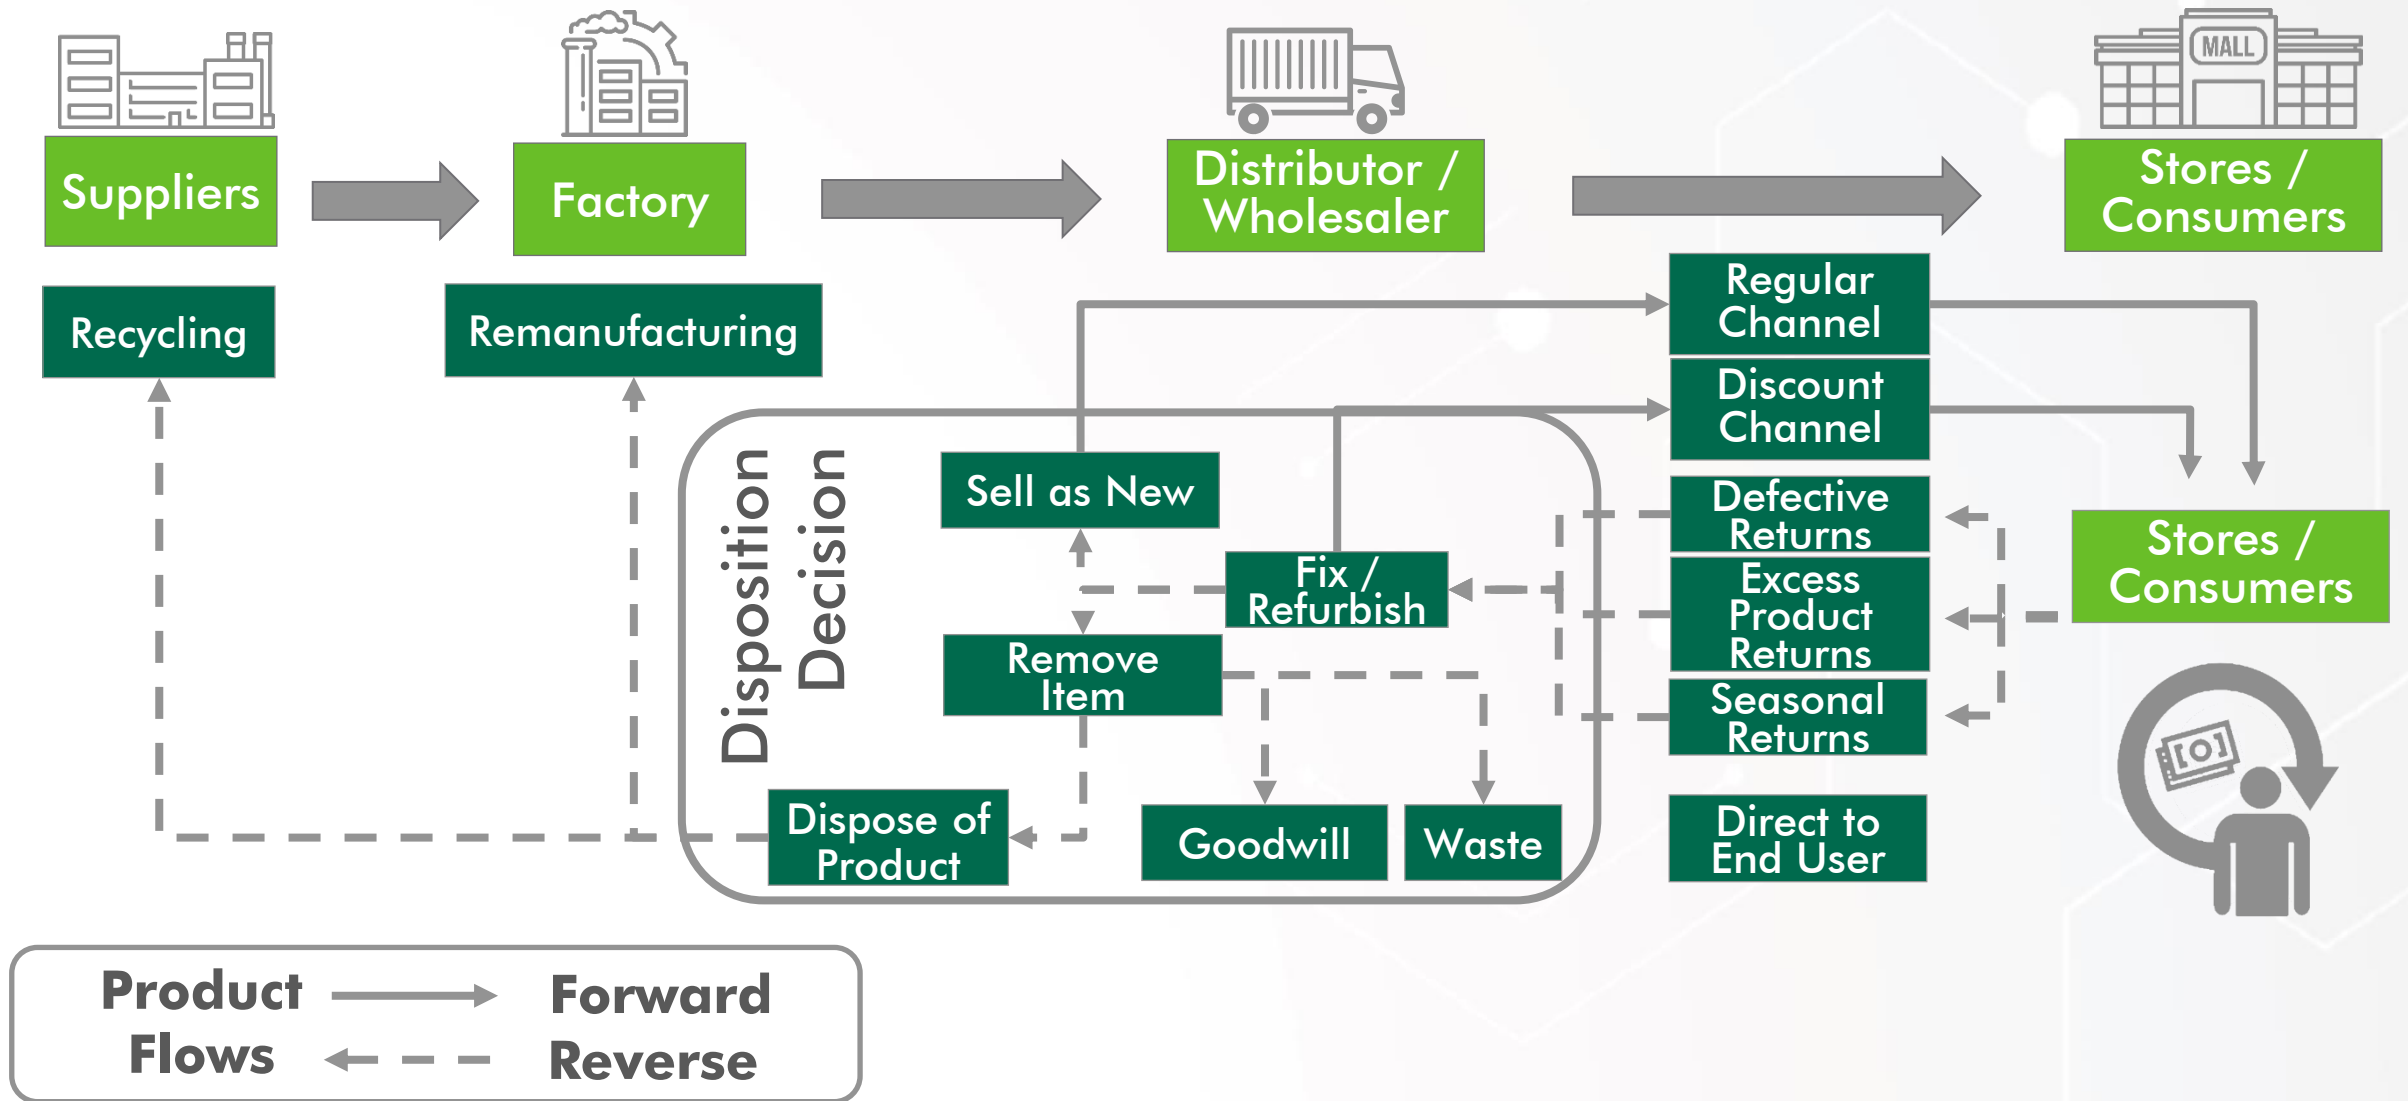 MALL
Suppliers
Factory
Distributor /
Wholesaler
Stores /
Consumers
Recycling
Remanufacturing
Regular
Channel
Discount
Channel
Disposition
Decision
Sell as New
Fix /
Refurbish
Remove
Item
Dispose of
Product
Goodwill
Waste
Defective
Returns
Excess
Product
Returns
Seasonal
Returns
Direct to
End User
Stores /
Consumers
Product
Flows
Forward
Reverse